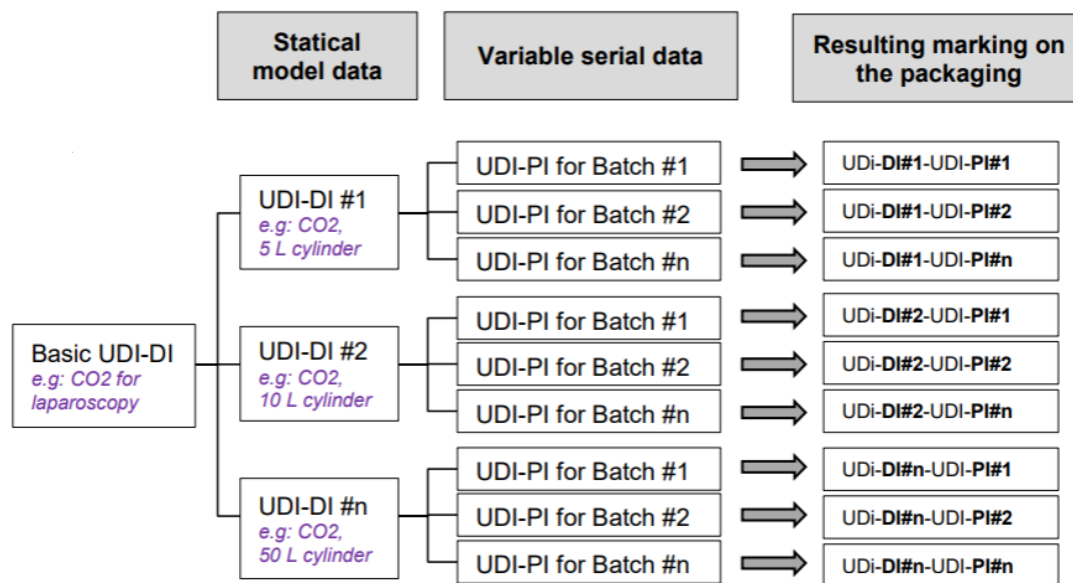 Statical
model data
Variable serial data
Resulting marking on
the packaging
Basic UDI-DI
e.g: CO2 for
laparoscopy
UDI-DI #1
e.g: CO2,
5 L cylinder
UDI-PI for Batch #1
UDI-PI for Batch #2
UDI-PI for Batch #n
UDi-DI#1-UDI-PI#1
UDi-DI#1-UDI-PI#2
UDi-DI#1-UDI-PI#n
UDI-DI #2
e.g: CO2,
10 L cylinder
UDI-PI for Batch #1
UDI-PI for Batch #2
UDI-PI for Batch #n
UDi-DI#2-UDI-PI#1
UDi-DI#2-UDI-PI#2
UDi-DI#2-UDI-PI#n
UDI-DI #n
e.g: CO2,
50 L cylinder
UDI-PI for Batch #1
UDI-PI for Batch #2
UDI-PI for Batch #n
UDi-DI#n-UDI-PI#1
UDi-DI#n-UDI-PI#2
UDi-DI#n-UDI-PI#n